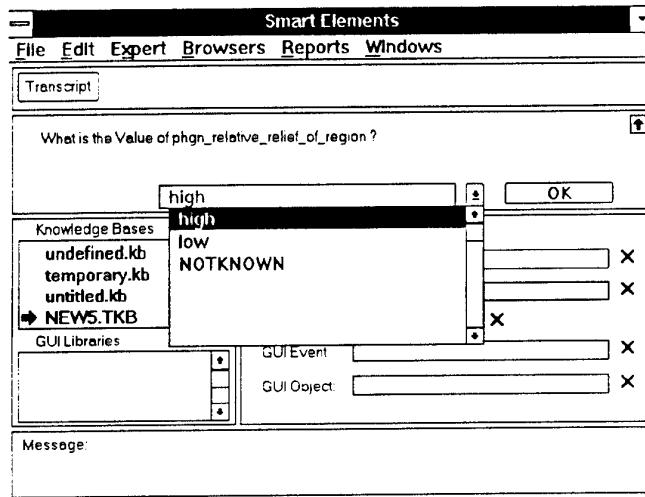 Smart Elements
File Edit Expert Browsers Reports Windows
Transcript
What is the Value of phgn_relative_relief_of_region ?
high
OK
high
low
NOTKNOWN
Knowledge Bases
undefined.kb
temporary.kb
untitled.kb
NEW5.TKB
GUI Libraries
GUI Event
GUI Object:
Message: